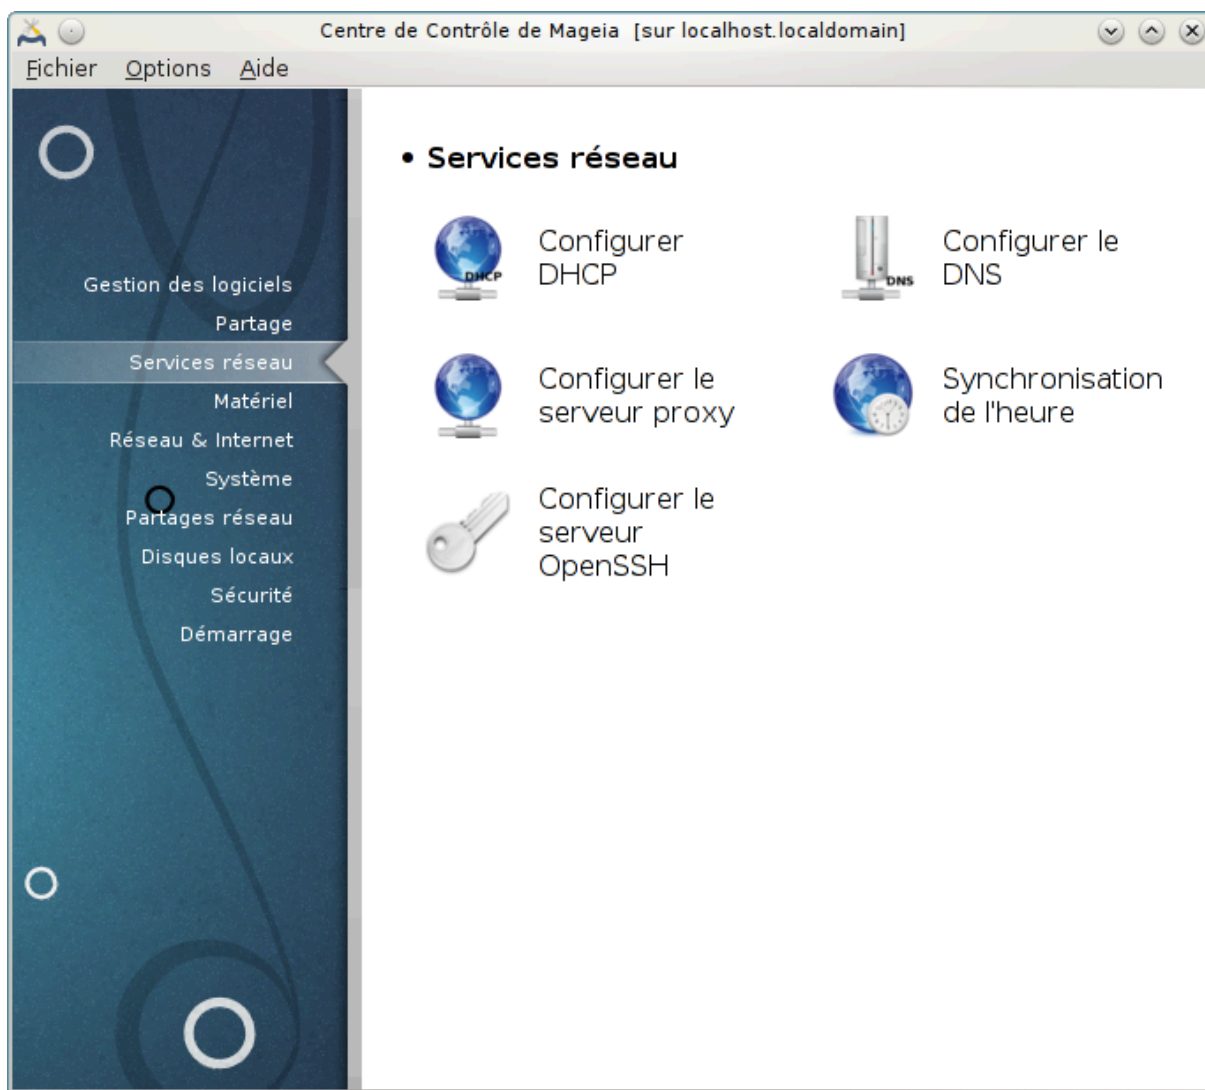 Centre de Contrôle de Mageia [sur localhost.localdomain]
Fichier Options Aide
Gestion des logiciels
Partage
Services réseau
Matériel
Réseau & Internet
Système
Partages réseau
Disques locaux
Sécurité
Démarrage
• Services réseau
DHCP
Configurer
DHCP
DNS
Configurer le
DNS
Configurer le
serveur proxy
Synchronisation
de l'heure
Configurer le
serveur
OpenSSH